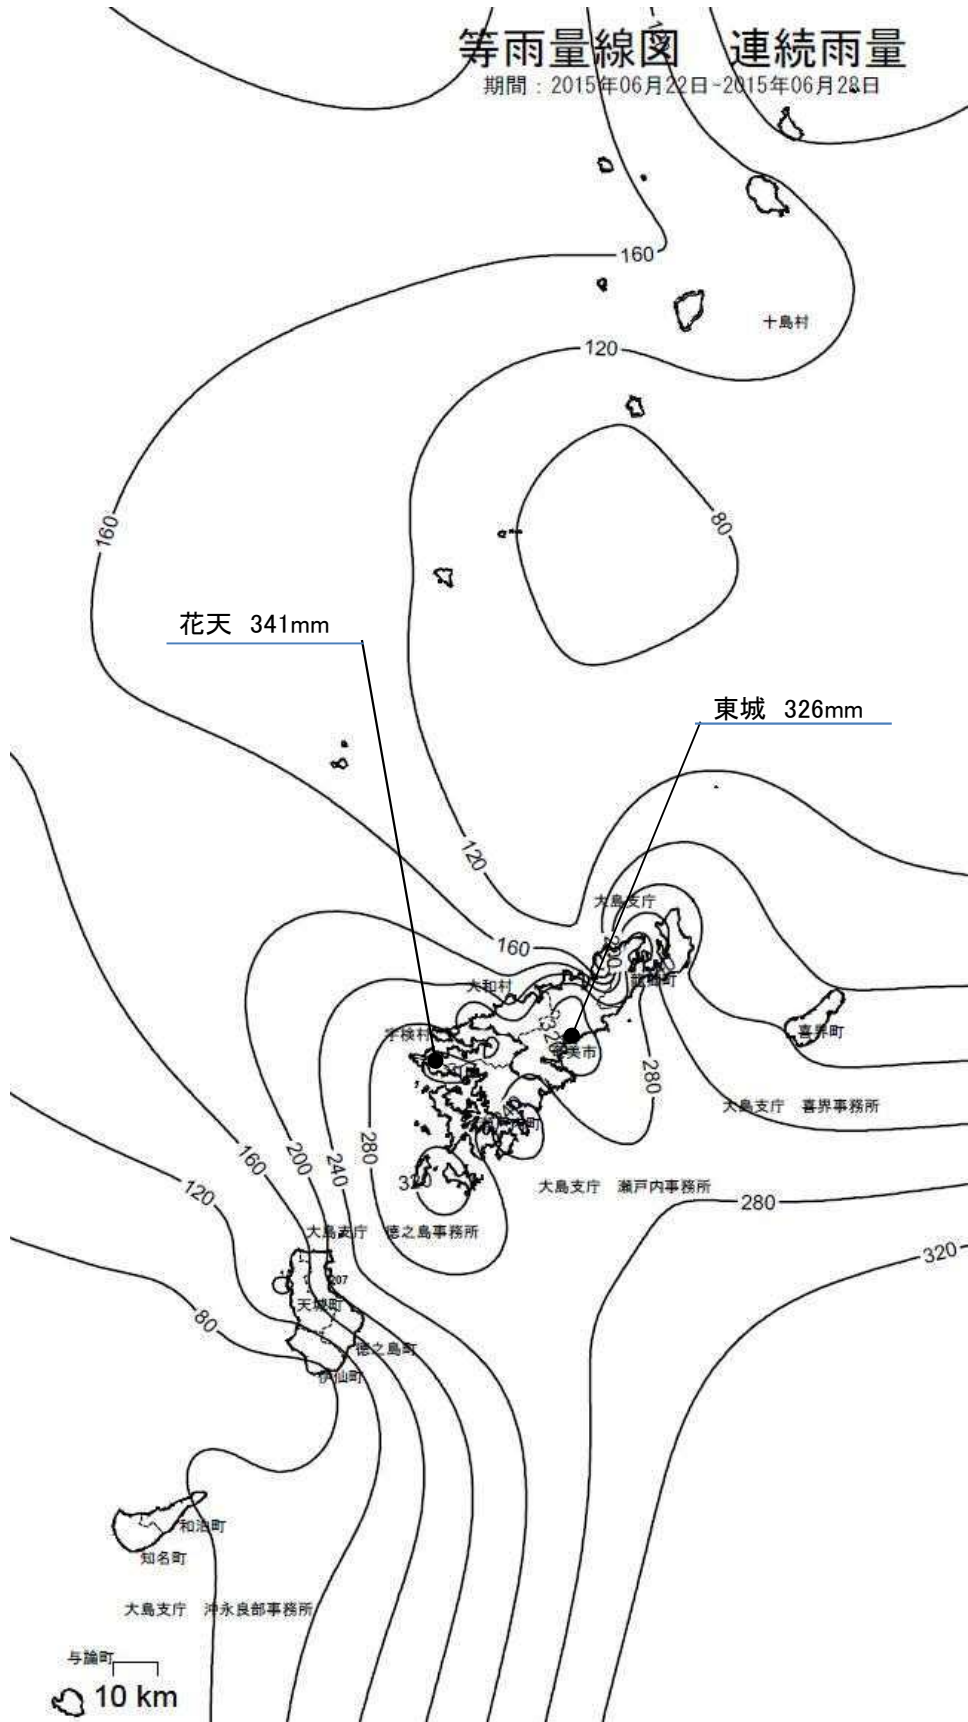 等雨量線図　連続雨量
期間：2015年06月22日-2015年06月28日
160
十島村
120
160
80
花天　341mm
東城　326mm
120
大島支庁
160
大和村
龍郷町
宇検村
喜界町
280
大島支庁　喜界事務所
280
200
240
160
320
大島支庁　瀬戸内事務所
120
280
大島支庁　徳之島事務所
320
207
天城町
80
徳之島町
伊仙町
和泊町
知名町
大島支庁　沖永良部事務所
与論町
10 km